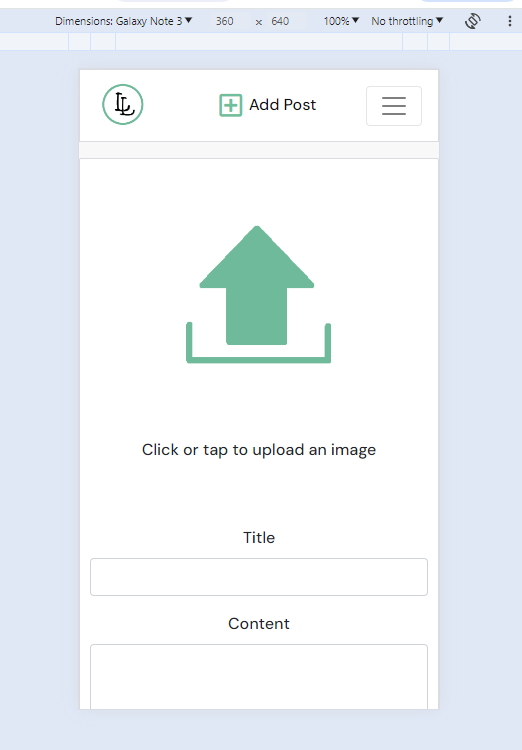 Dimensions: Galaxy Note 3 ▼ 360 × 640 100% ▼ No throttling ▼
LL Add Post
Click or tap to upload an image
Title
Content